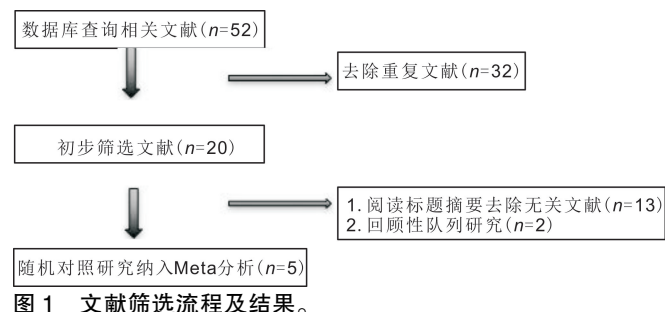 数据库查询相关文献(n=52)
去除重复文献(n=32)
初步筛选文献(n=20)
1.阅读标题摘要去除无关文献(n=13)
2.回顾性队列研究(n=2)
随机对照研究纳入Meta分析(n=5)
图1 文献筛选流程及结果。